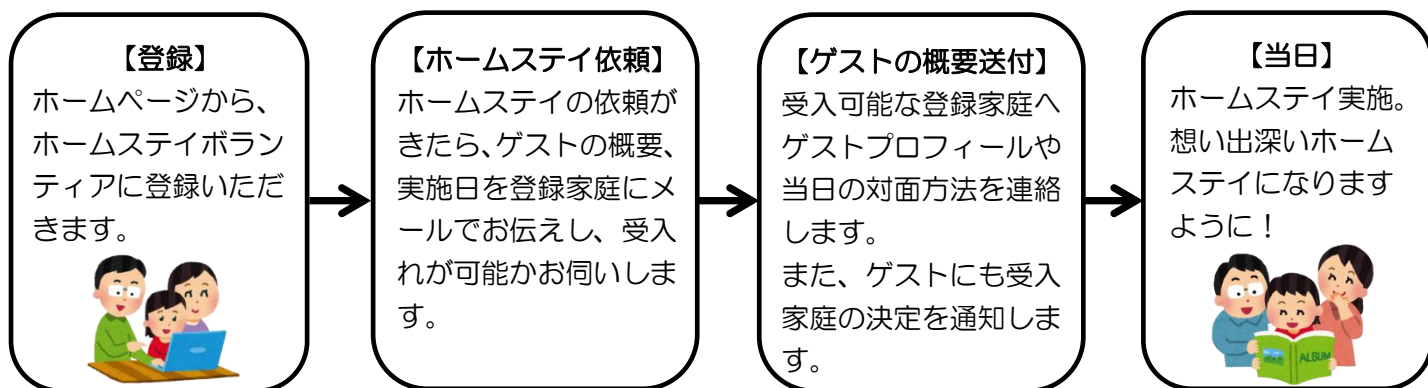 【登録】
ホームページから、
ホームステイボラン
ティアに登録いただ
きます。
【ホームステイ依頼】
ホームステイの依頼が
きたら、ゲストの概要、
実施日を登録家庭にメ
ールでお伝えし、受入
れが可能かお伺いしま
す。
【ゲストの概要送付】
受入可能な登録家庭へ
ゲストプロフィールや
当日の対面方法を連絡
します。
また、ゲストにも受入
家庭の決定を通知しま
す。
【当日】
ホームステイ実施。
想い出深いホーム
ステイになります
ように！
ALBUM